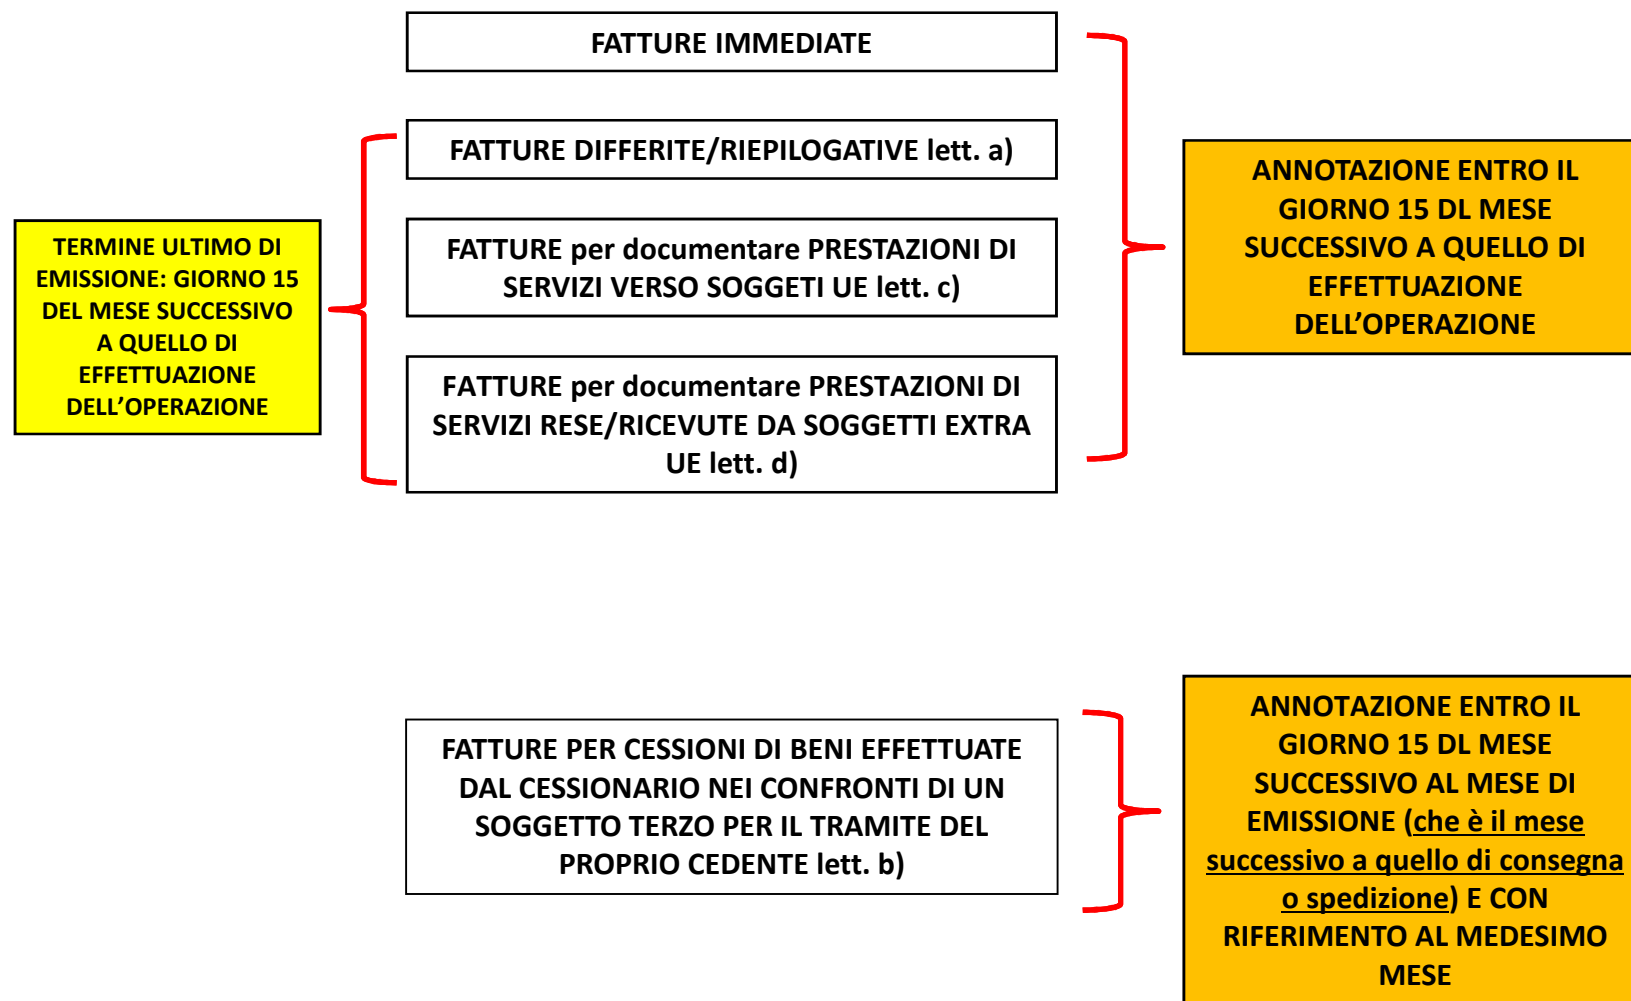 FATTURE IMMEDIATE
FATTURE DIFFERITE/RIEPILOGATIVE lett. a)
FATTURE per documentare PRESTAZIONI DI
SERVIZI VERSO SOGGETI UE lett. c)
FATTURE per documentare PRESTAZIONI DI
SERVIZI RESE/RICEVUTE DA SOGGETTI EXTRA
UE lett. d)
TERMINE ULTIMO DI
EMISSIONE: GIORNO 15
DEL MESE SUCCESSIVO
A QUELLO DI
EFFETTUAZIONE
DELL'OPERAZIONE
ANNOTAZIONE ENTRO IL
GIORNO 15 DL MESE
SUCCESSIVO A QUELLO DI
EFFETTUAZIONE
DELL'OPERAZIONE
FATTURE PER CESSIONI DI BENI EFFETTUATE
DAL CESSIONARIO NEI CONFRONTI DI UN
SOGGETTO TERZO PER IL TRAMITE DEL
PROPRIO CEDENTE lett. b)
ANNOTAZIONE ENTRO IL
GIORNO 15 DL MESE
SUCCESSIVO AL MESE DI
EMISSIONE (che è il mese
successivo a quello di consegna
o spedizione) E CON
RIFERIMENTO AL MEDESIMO
MESE